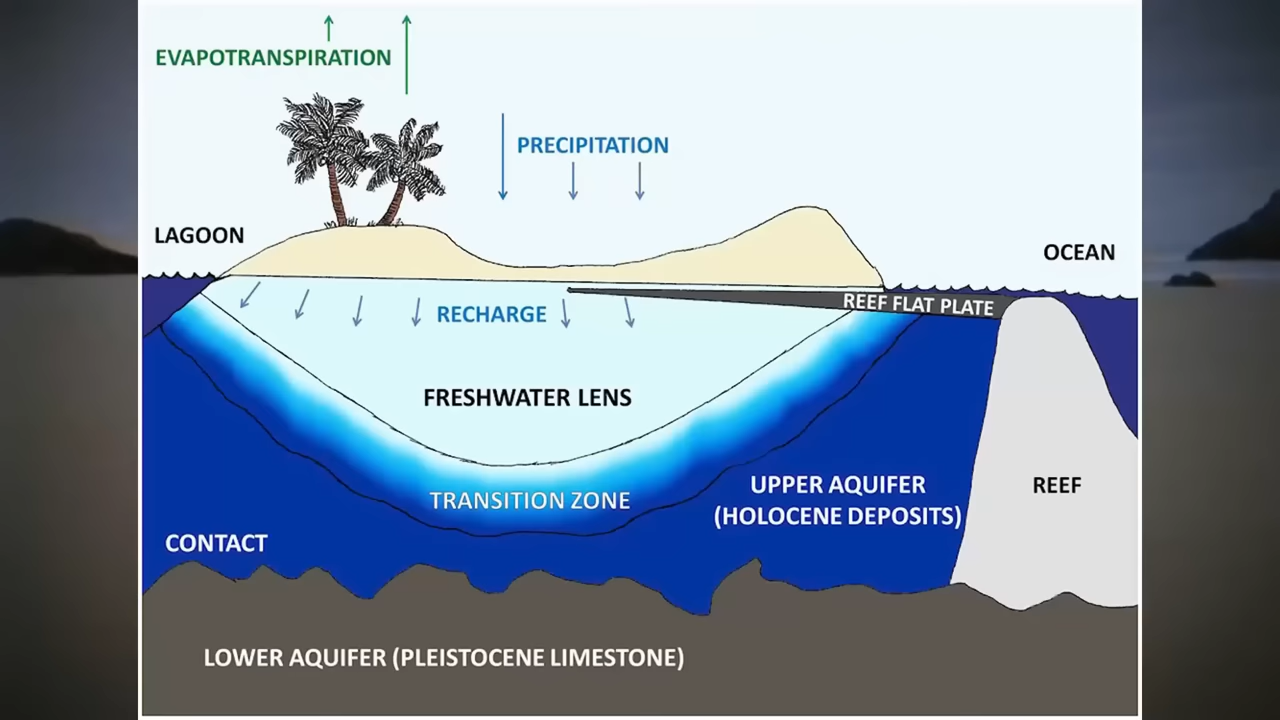 EVAPOTRANSPIRATION
PRECIPITATION
LAGOON
OCEAN
REEF FLAT PLATE
RECHARGE
FRESHWATER LENS
TRANSITION ZONE
UPPER AQUIFER
(HOLOCENE DEPOSITS)
REEF
CONTACT
LOWER AQUIFER (PLEISTOCENE LIMESTONE)